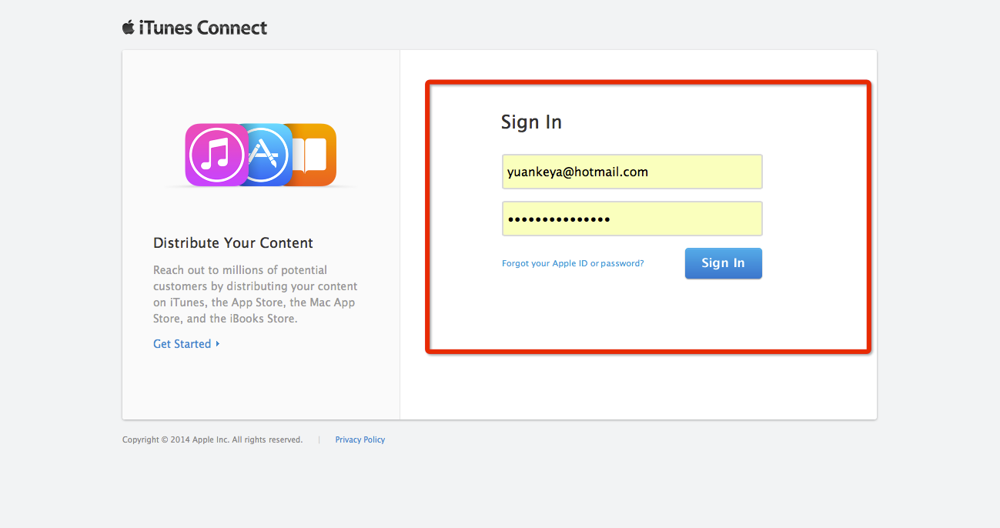 iTunes Connect
Distribute Your Content
Reach out to millions of potential
customers by distributing your content
on iTunes, the App Store, the Mac App
Store, and the iBooks Store.
Get Started
Sign In
yuankeya@hotmail.com
•••••••••••••••
Forgot your Apple ID or password?
Sign In
Copyright © 2014 Apple Inc. All rights reserved. | Privacy Policy